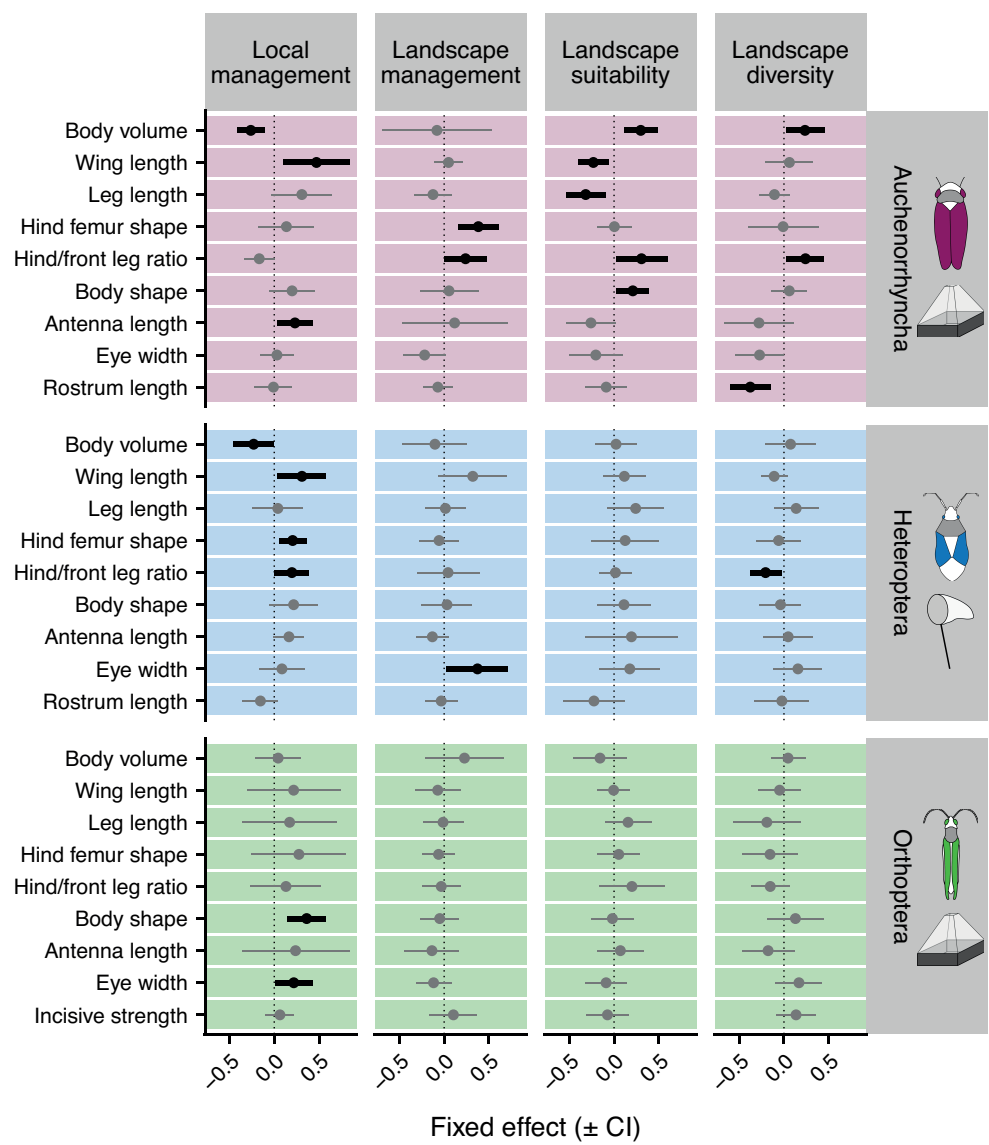 Local
management
Landscape
management
Landscape
suitability
Landscape
diversity
Body volume
Wing length
Leg length
Hind femur shape
Hind/front leg ratio
Body shape
Antenna length
Eye width
Rostrum length
Auchenorrhyncha
Body volume
Wing length
Leg length
Hind femur shape
Hind/front leg ratio
Body shape
Antenna length
Eye width
Rostrum length
Heteroptera
Body volume
Wing length
Leg length
Hind femur shape
Hind/front leg ratio
Body shape
Antenna length
Eye width
Incisive strength
Orthoptera
−0.5 0.0 0.5 −0.5 0.0 0.5 −0.5 0.0 0.5 −0.5 0.0 0.5
Fixed effect (± CI)